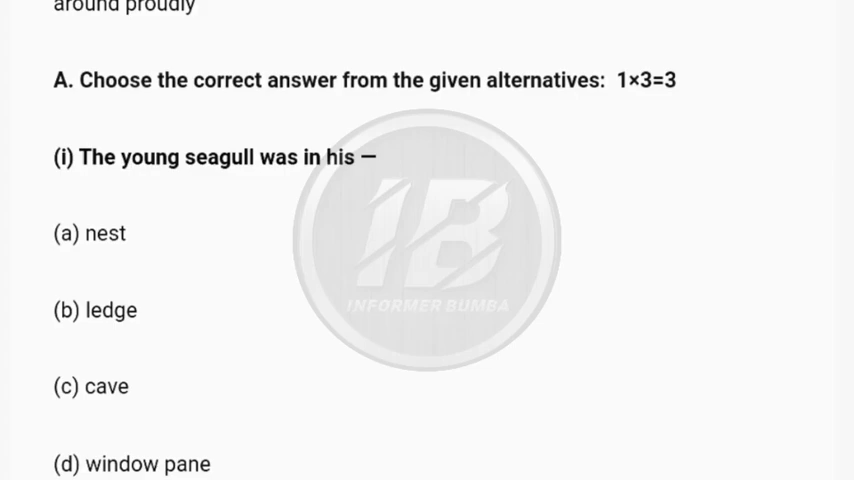 around proudly
A. Choose the correct answer from the given alternatives: 1×3=3
(i) The young seagull was in his —
(a) nest
IB
INFORMER BUMBA
(b) ledge
(c) cave
(d) window pane